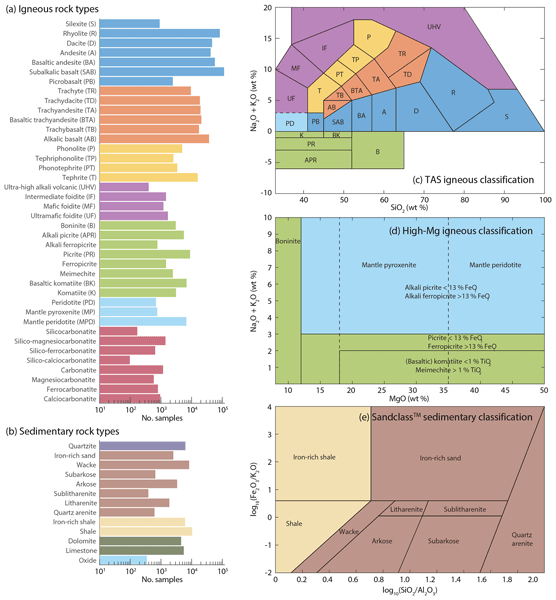 (a) Igneous rock types
Silexite (S)
Rhyolite (R)
Dacite (D)
Andesite (A)
Basaltic andesite (BA)
Subalkalic basalt (SAB)
Picrobasalt (PB)
Trachyte (TR)
Trachydacite (TD)
Trachyandesite (TA)
Basaltic trachyandesite (BTA)
Trachybasalt (TB)
Alkalic basalt (AB)
Phonolite (P)
Tephriphonolite (TP)
Phonotephrite (PT)
Tephrite (T)
Ultra-high alkali volcanic (UHV)
Intermediate foidite (IF)
Mafic foidite (MF)
Ultramafic foidite (UF)
Boninite (B)
Alkali picrite (APR)
Alkali ferropicrite
Picrite (PR)
Ferropicrite
Meimechite
Basaltic komatiite (BK)
Komatiite (K)
Peridotite (PD)
Mantle pyroxenite (MP)
Mantle peridotite (MPD)
Silicocarbonatite
Silico-magnesiocarbonatite
Silico-ferrocarbonatite
Silico-calciocarbonatite
Carbonatite
Magnesiocarbonatite
Ferrocarbonatite
Calciocarbonatite
10¹ 10² 10³ 10⁴ 10⁵
No. samples
(b) Sedimentary rock types
Quartzite
Iron-rich sand
Wacke
Subarkose
Arkose
Sublitharenite
Litharenite
Quartz arenite
Iron-rich shale
Shale
Dolomite
Limestone
Oxide
10¹ 10² 10³ 10⁴ 10⁵
No. samples
20
15
10
5
0
-5
Na₂O + K₂O (wt %)
UHV
P
IF
TP
TR
MF
PT
TA
TD
UF
T
TB
BTA
R
AB
PD
PB
SAB
BA
A
D
S
K
BK
PR
B
APR
(c) TAS igneous classification
40 50 60 70 80 90 100
SiO₂ (wt %)
10
9
8
7
6
5
4
3
2
1
0
Na₂O + K₂O (wt %)
Boninite
(d) High-Mg igneous classification
Mantle pyroxenite
Mantle peridotite
Alkali picrite < 13 % FeO
Alkali ferropicrate >13 % FeO
Picrite < 13 % FeO
Ferropicrite >13 % FeO
(Basaltic) komatiite <1 % TiO
Meimechite > 1 % TiO
10 15 20 25 30 35 40 45 50
MgO (wt %)
4
3
2
1
0
-1
-2
log₁₀(Fe₂O₃/K₂O)
(e) Sandclass™ sedimentary classification
Iron-rich shale
Iron-rich sand
Shale
Wacke
Litharenite
Sublitharenite
Arkose
Subarkose
Quartz
arenite
0 0.3 0.6 0.8 1.0 1.2 1.4 1.6 1.8 2.0
log₁₀(SiO₂/Al₂O₃)